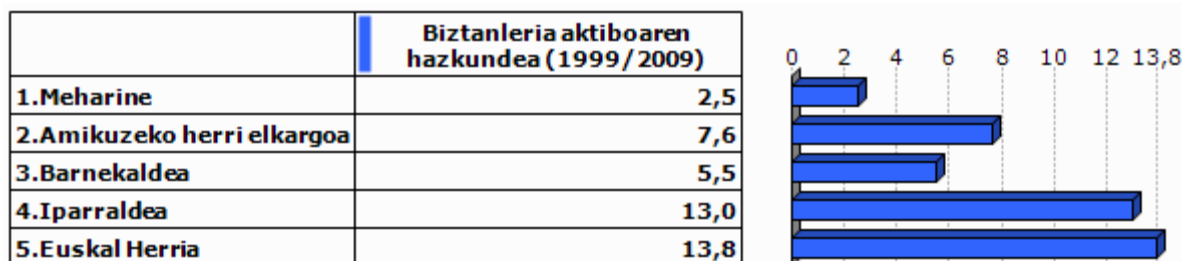 Biztanleria aktiboaren
hazkundea (1999/2009)
0 2 4 6 8 10 12 13,8
1.Meharine 2,5
2.Amikuzeko herri elkargoa 7,6
3.Barnekaldea 5,5
4.Iparraldea 13,0
5.Euskal Herria 13,8